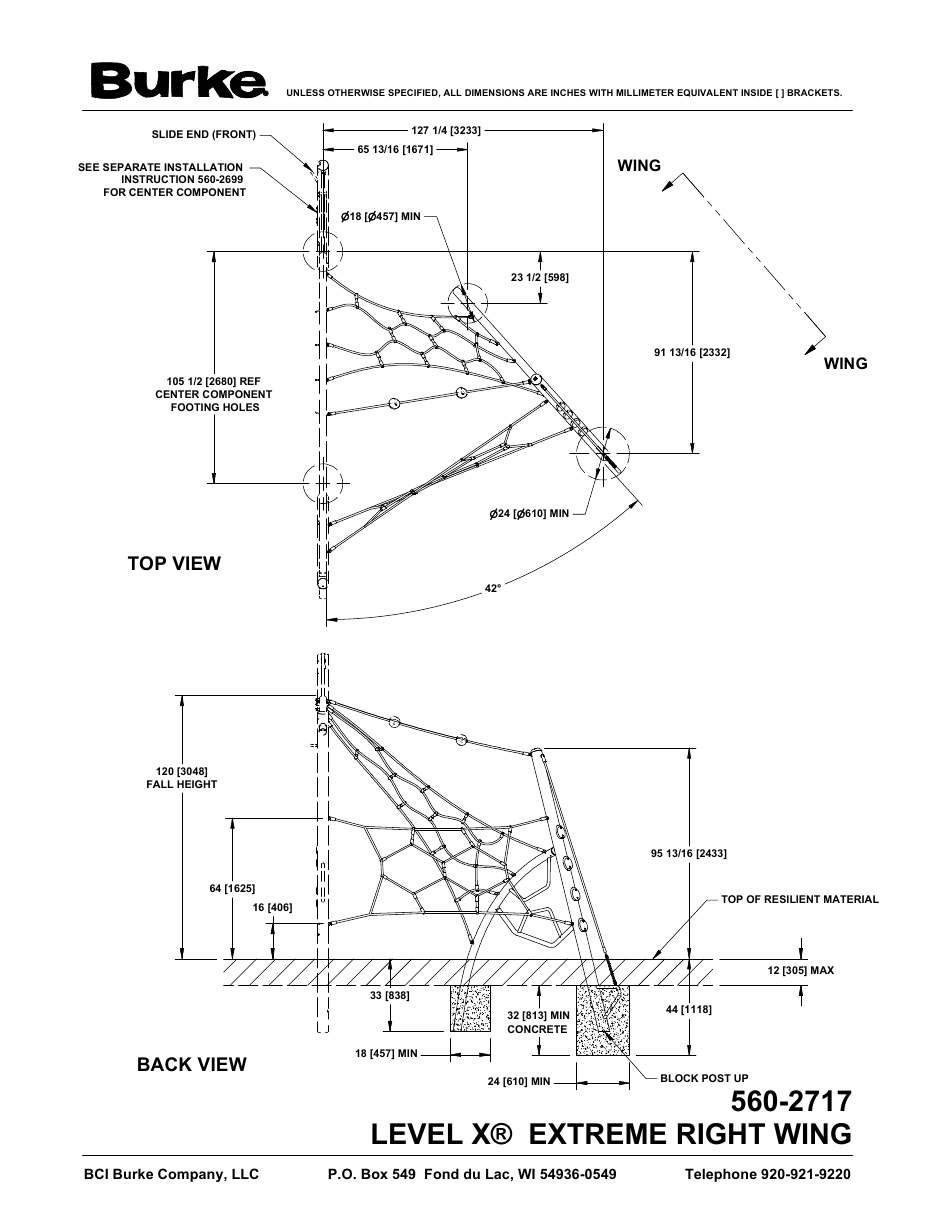 Burke
UNLESS OTHERWISE SPECIFIED, ALL DIMENSIONS ARE INCHES WITH MILLIMETER EQUIVALENT INSIDE [ ] BRACKETS.
127 1/4 [3233]
SLIDE END (FRONT)
65 13/16 [1671]
SEE SEPARATE INSTALLATION
INSTRUCTION 560-2699
FOR CENTER COMPONENT
WING
Ø18 [Ø457] MIN
23 1/2 [598]
91 13/16 [2332]
WING
105 1/2 [2680] REF
CENTER COMPONENT
FOOTING HOLES
Ø24 [Ø610] MIN
TOP VIEW
42°
120 [3048]
FALL HEIGHT
95 13/16 [2433]
64 [1625]
16 [406]
TOP OF RESILIENT MATERIAL
12 [305] MAX
33 [838]
32 [813] MIN
CONCRETE
44 [1118]
18 [457] MIN
BACK VIEW
24 [610] MIN
BLOCK POST UP
560-2717
LEVEL X® EXTREME RIGHT WING
BCI Burke Company, LLC P.O. Box 549 Fond du Lac, WI 54936-0549 Telephone 920-921-9220